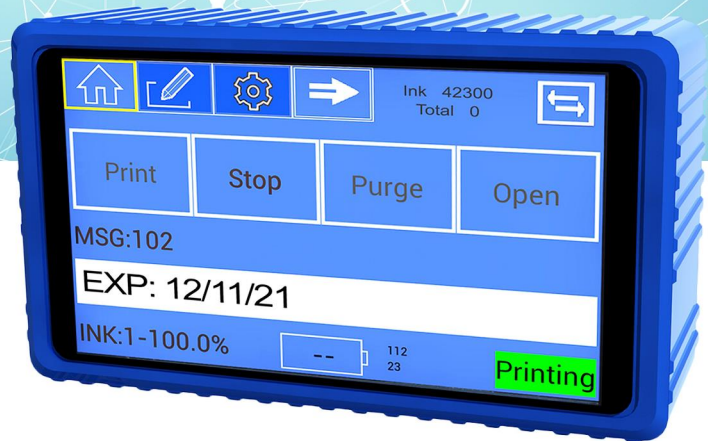 Ink 42300
Total 0
Print Stop Purge Open
MSG:102
EXP: 12/11/21
INK:1-100.0%
--
112
23
Printing